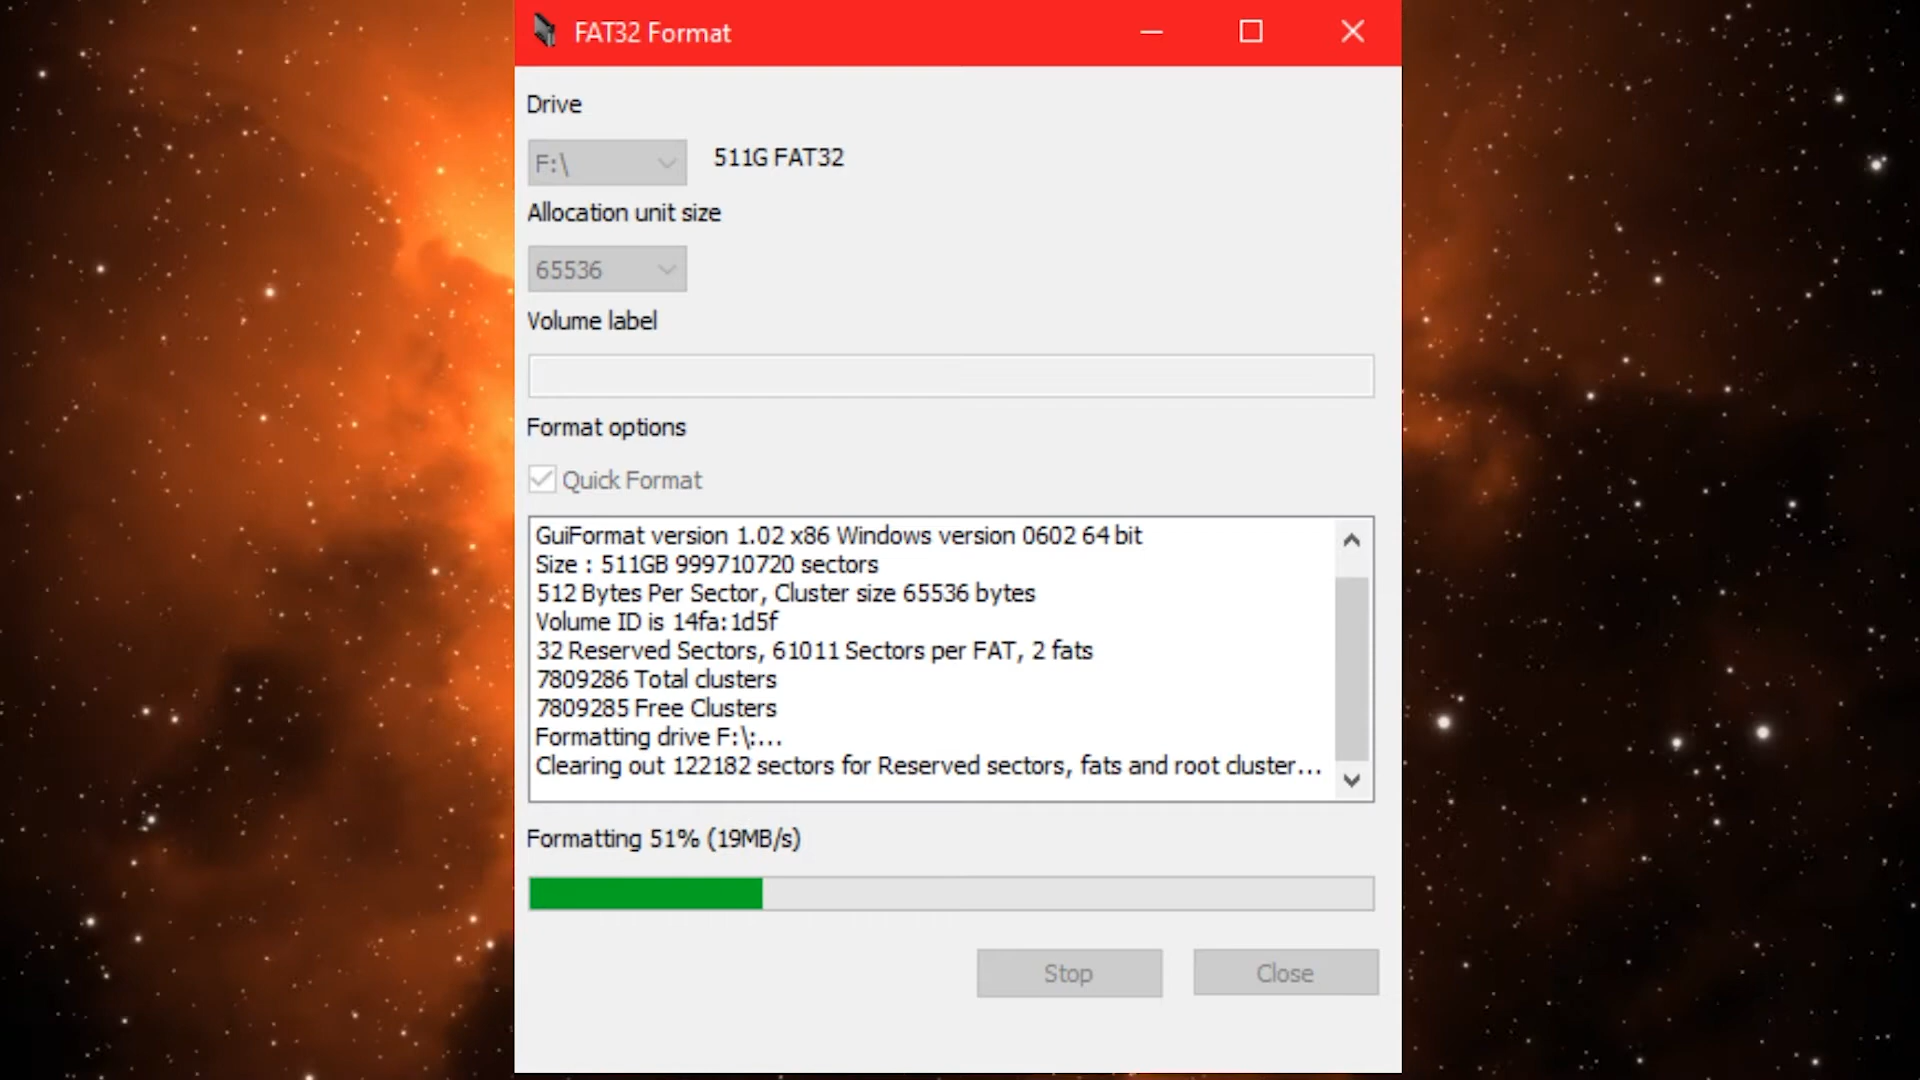 FAT32 Format
Drive
F:\
511G FAT32
Allocation unit size
65536
Volume label
Format options
Quick Format
GuiFormat version 1.02 x86 Windows version 0602 64 bit
Size : 511GB 999710720 sectors
512 Bytes Per Sector, Cluster size 65536 bytes
Volume ID is 14fa:1d5f
32 Reserved Sectors, 61011 Sectors per FAT, 2 fats
7809286 Total clusters
7809285 Free Clusters
Formatting drive F:\:...
Clearing out 122182 sectors for Reserved sectors, fats and root cluster...
Formatting 51% (19MB/s)
Stop
Close